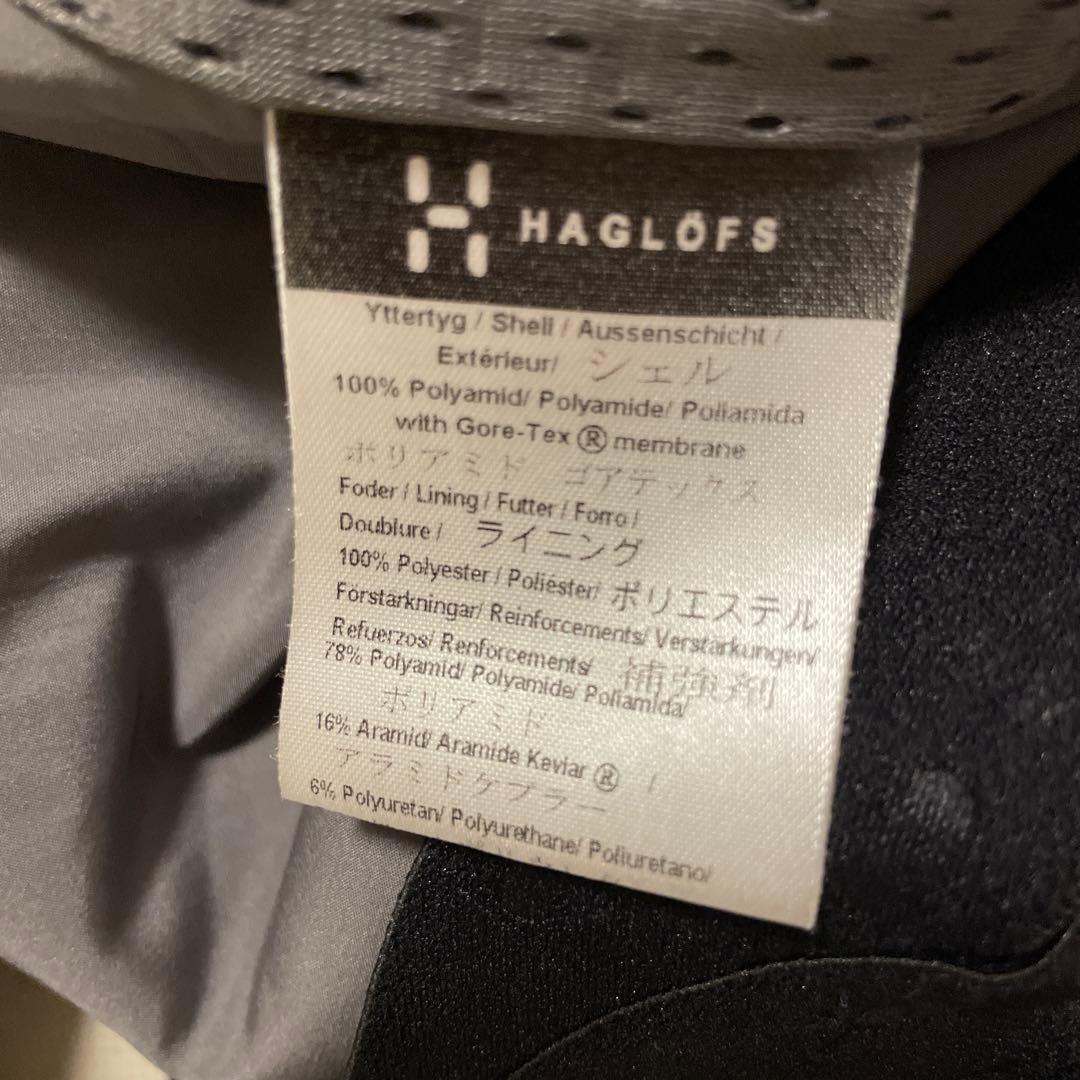 HAGLÖFS
Yttertyg / Shell / Aussenschicht /
Extérieur/ シェル
100% Polyamid/ Polyamide/ Poliamida
with Gore-Tex ® membrane
ポリアミド ゴアテックス
Foder / Lining / Futter / Forro /
Doublure / ライニング
100% Polyester / Poliéster/ ポリエステル
Förstärkningar/ Reinforcements/ Verstärkungen/
Refuerzos/ Renforcements/ 補強剤
78% Polyamid/ Polyamide/ Poliamida/
ポリアミド
16% Aramid/ Aramide Kevlar ® /
アラミドケブラー
6% Polyuretan/ Polyurethane/ Poliuretano/